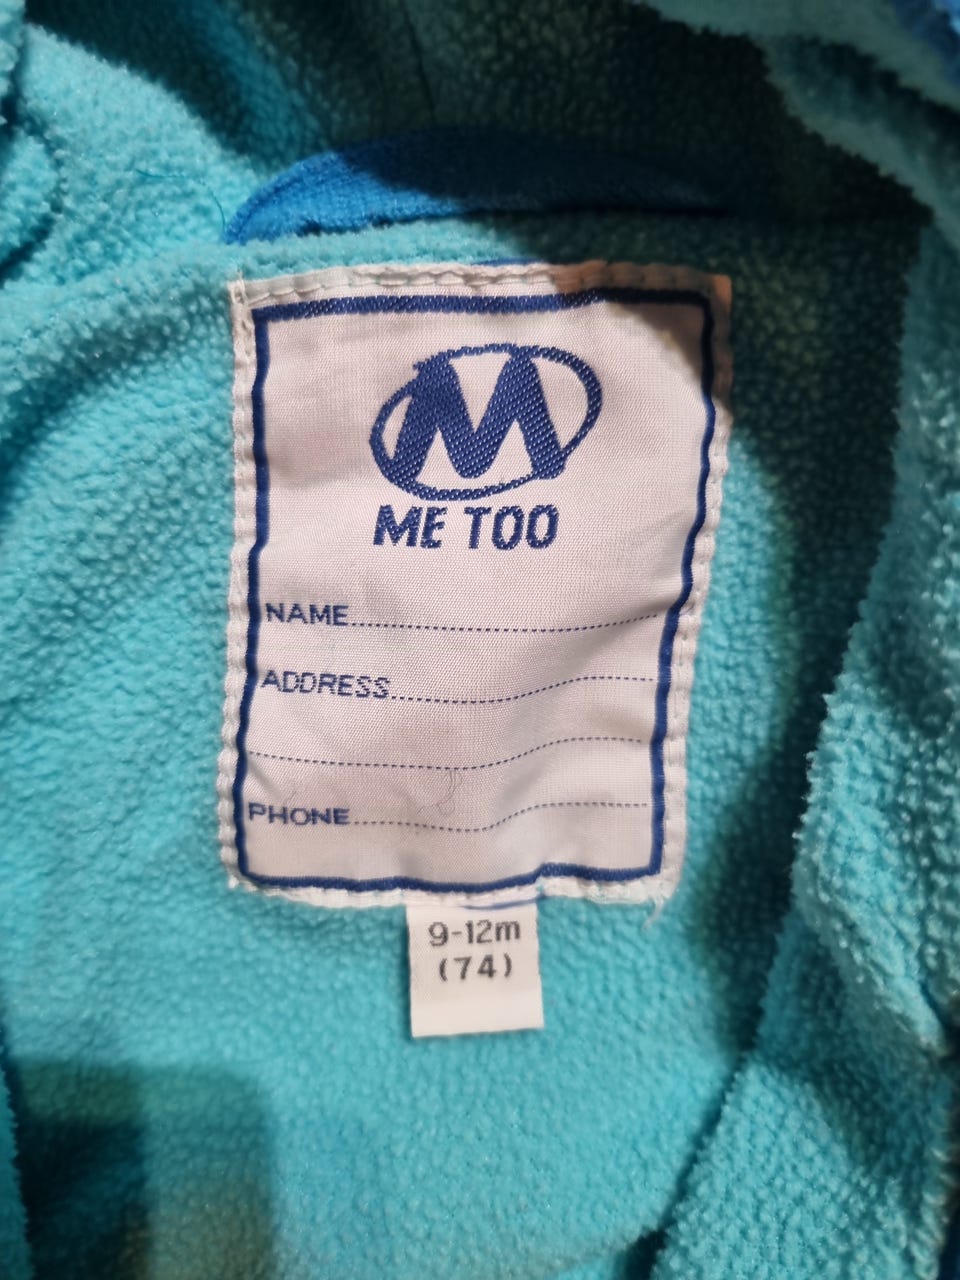 M
ME TOO
NAME
ADDRESS
PHONE
9-12m
(74)